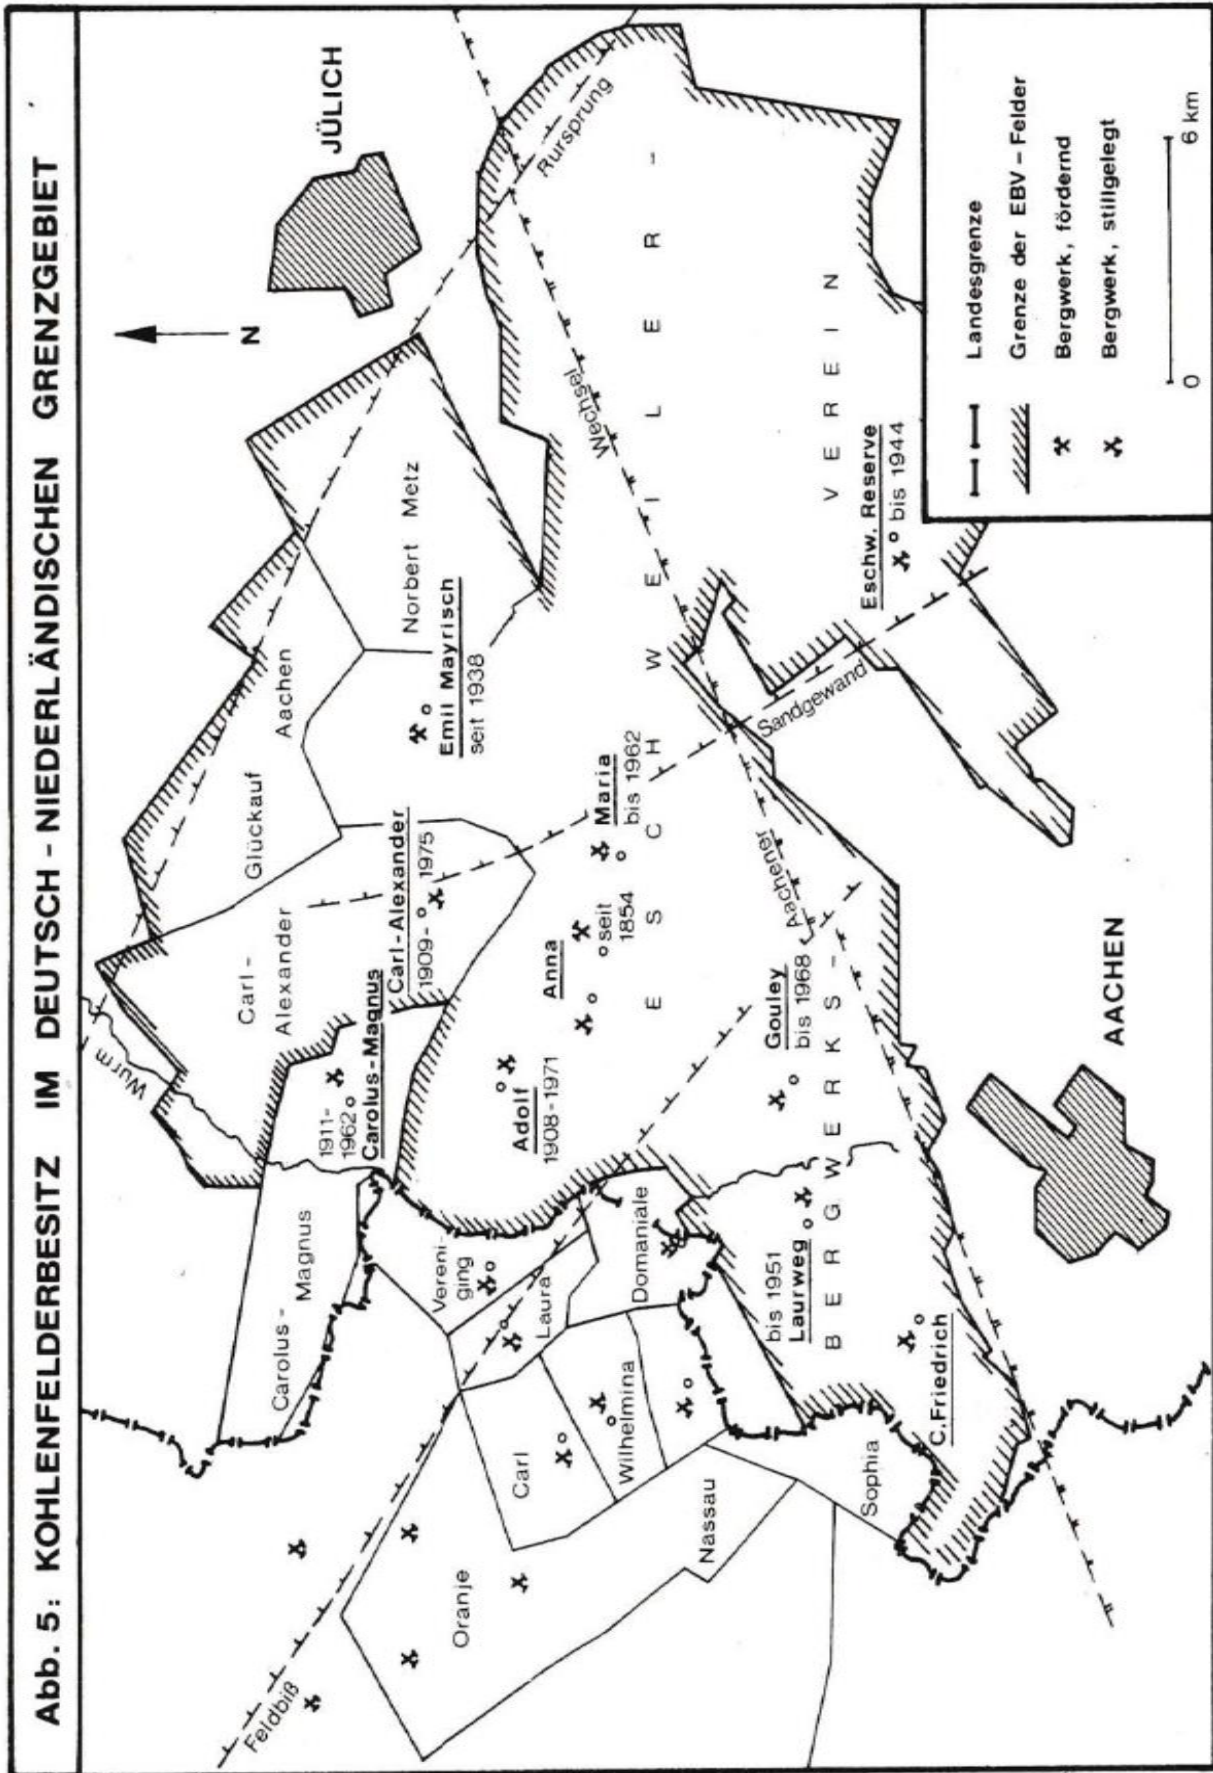 Abb. 5: KOHLENFELDERBESITZ IM DEUTSCH - NIEDERLÄNDISCHEN GRENZGEBIET
JÜLICH
N
Wurm
Carl -
Alexander
Glückauf
Aachen
Norbert Metz
Rursprung
Emil Mayrisch
seit 1938
Carl-Alexander
1909- 1975
1911-
1962
Carolus-Magnus
Carolus -
Magnus
Feldbiß
Oranje
Carl
Vereni-
ging
Laura
Wilhelmina
Domaniale
Nassau
Sophia
Adolf
1908-1971
Anna
seit
1854
Maria
bis 1962
Wechsel
Aachener
Sandgewand
Gouley
bis 1968
bis 1951
Laurweg
C.Friedrich
ESCHWEILER -
BERGWERKS -
VEREIN
Eschw. Reserve
bis 1944
AACHEN
Landesgrenze
Grenze der EBV - Felder
Bergwerk, fördernd
Bergwerk, stillgelegt
0 6 km